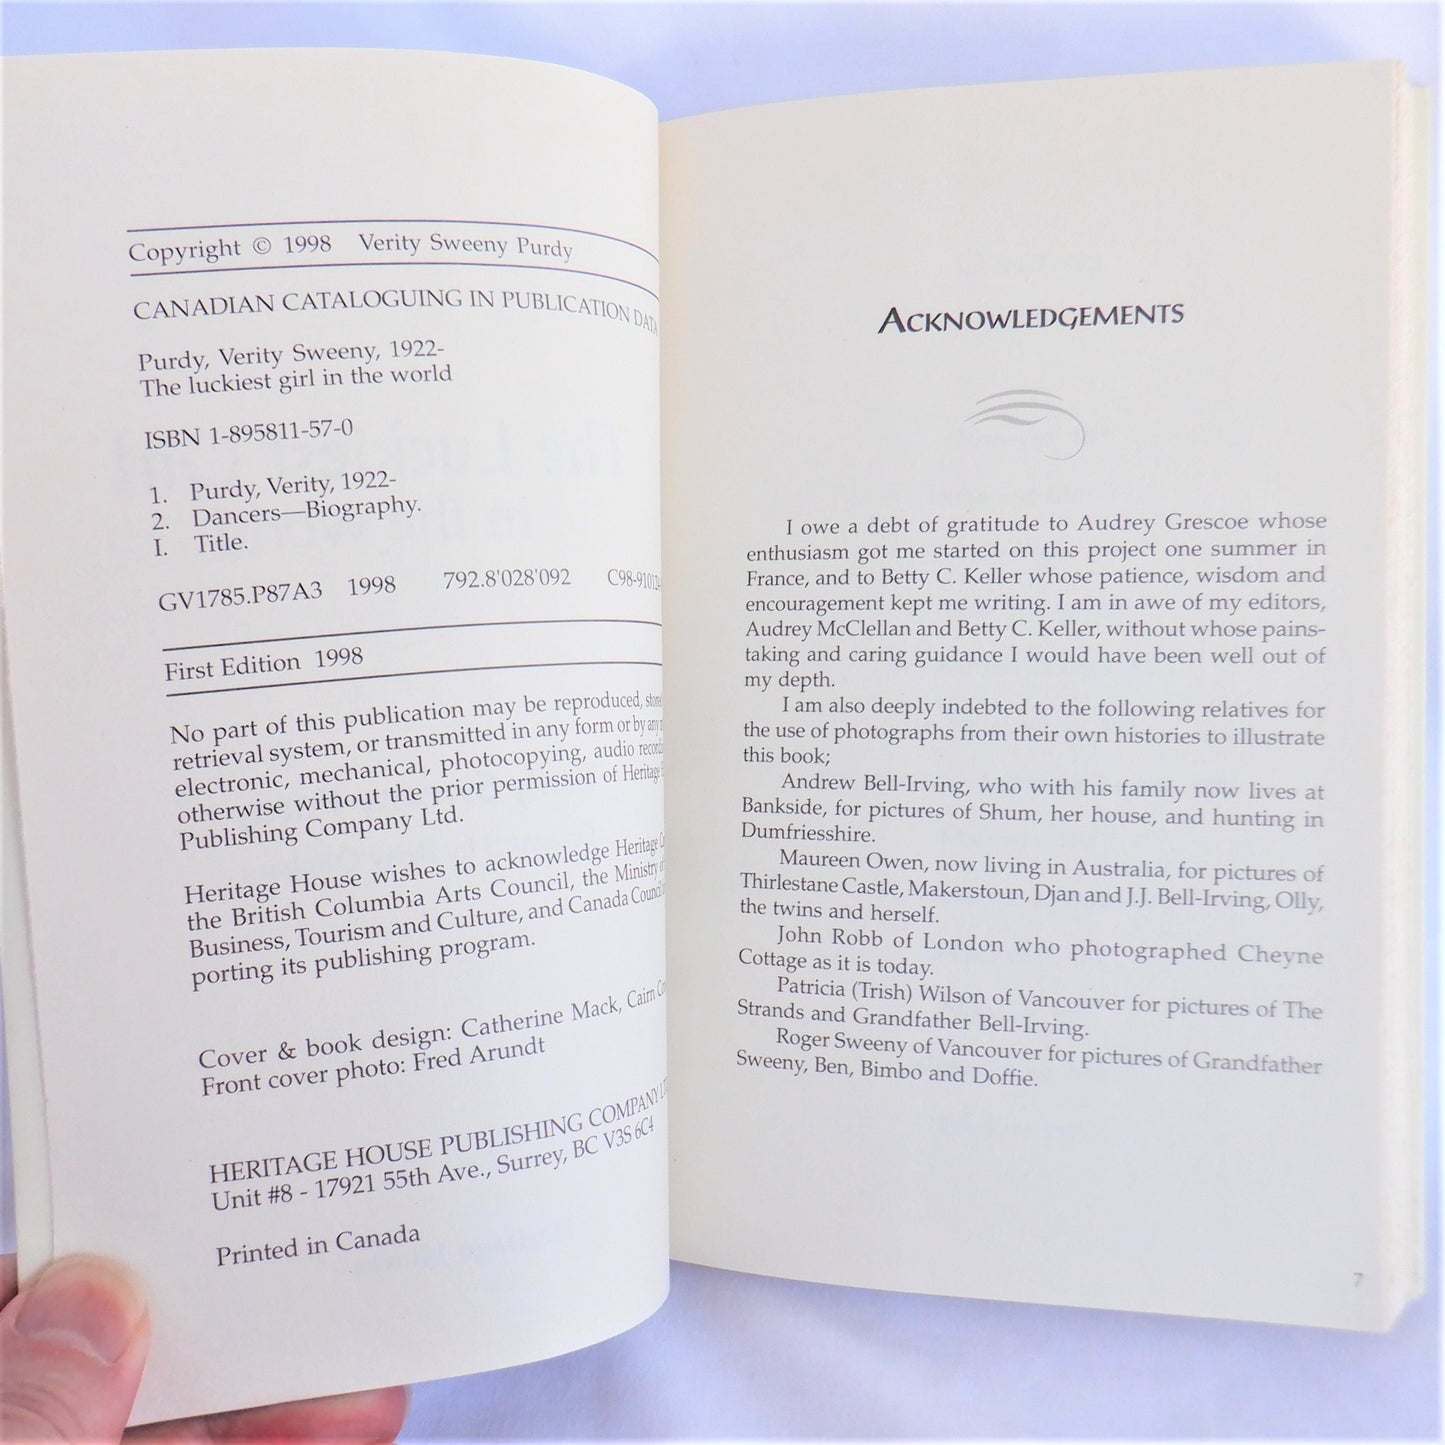 Copyright © 1998 Verity Sweeny Purdy
CANADIAN CATALOGUING IN PUBLICATION DATA
Purdy, Verity Sweeny, 1922-
The luckiest girl in the world
ISBN 1-895811-57-0
1. Purdy, Verity, 1922-
2. Dancers—Biography.
I. Title.
GV1785.P87A3 1998 792.8'028'092
First Edition 1998
No part of this publication may be reproduced,
retrieval system, or transmitted in any form or by any
electronic, mechanical, photocopying, audio
otherwise without the prior permission of Heritage
Publishing Company Ltd.
Heritage House wishes to acknowledge Heritage
the British Columbia Arts Council, the Ministry
Business, Tourism and Culture, and Canada Council
porting its publishing program.
Cover & book design: Catherine Mack, Cairn
Front cover photo: Fred Arundt
HERITAGE HOUSE PUBLISHING COMPANY
Unit #8 - 17921 55th Ave., Surrey, BC V3S 6C4
Printed in Canada
ACKNOWLEDGEMENTS
I owe a debt of gratitude to Audrey Grescoe whose
enthusiasm got me started on this project one summer in
France, and to Betty C. Keller whose patience, wisdom and
encouragement kept me writing. I am in awe of my editors,
Audrey McClellan and Betty C. Keller, without whose pains-
taking and caring guidance I would have been well out of
my depth.
I am also deeply indebted to the following relatives for
the use of photographs from their own histories to illustrate
this book;
Andrew Bell-Irving, who with his family now lives at
Bankside, for pictures of Shum, her house, and hunting in
Dumfriesshire.
Maureen Owen, now living in Australia, for pictures of
Thirlestane Castle, Makerstoun, Djan and J.J. Bell-Irving, Olly,
the twins and herself.
John Robb of London who photographed Cheyne
Cottage as it is today.
Patricia (Trish) Wilson of Vancouver for pictures of The
Strands and Grandfather Bell-Irving.
Roger Sweeny of Vancouver for pictures of Grandfather
Sweeny, Ben, Bimbo and Doffie.
7